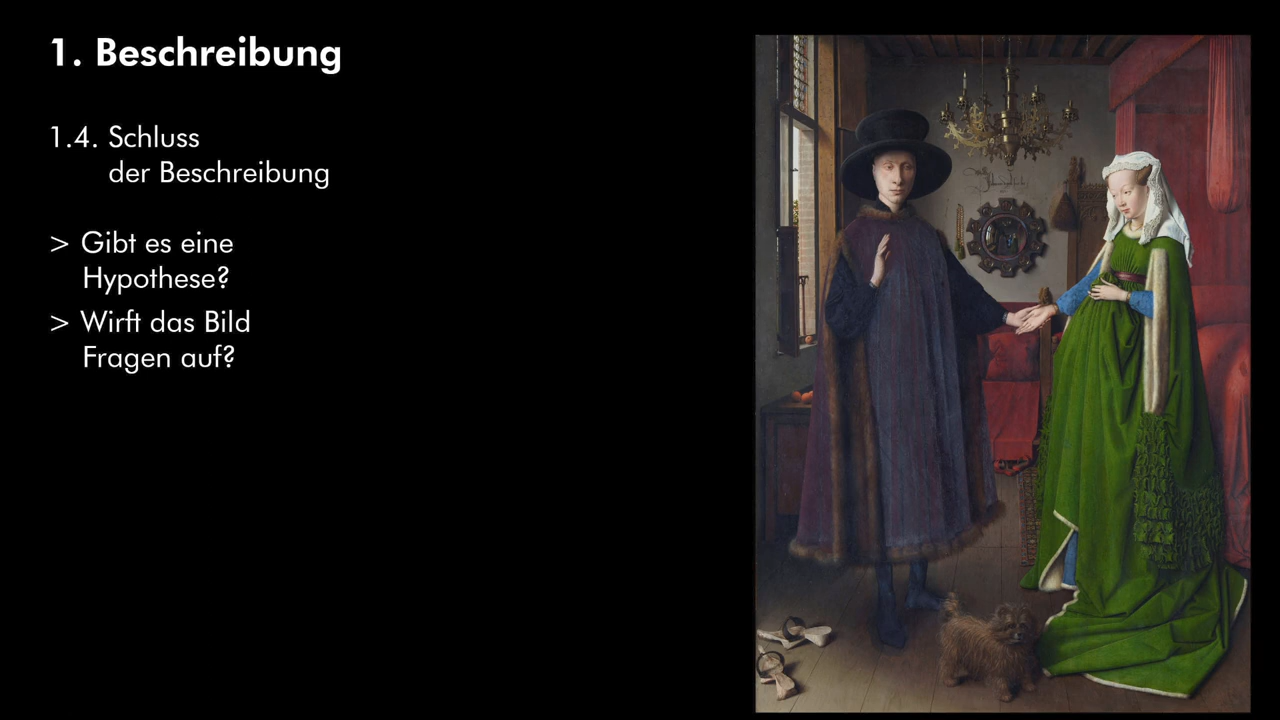 1. Beschreibung
1.4. Schluss
der Beschreibung
> Gibt es eine
Hypothese?
> Wirft das Bild
Fragen auf?